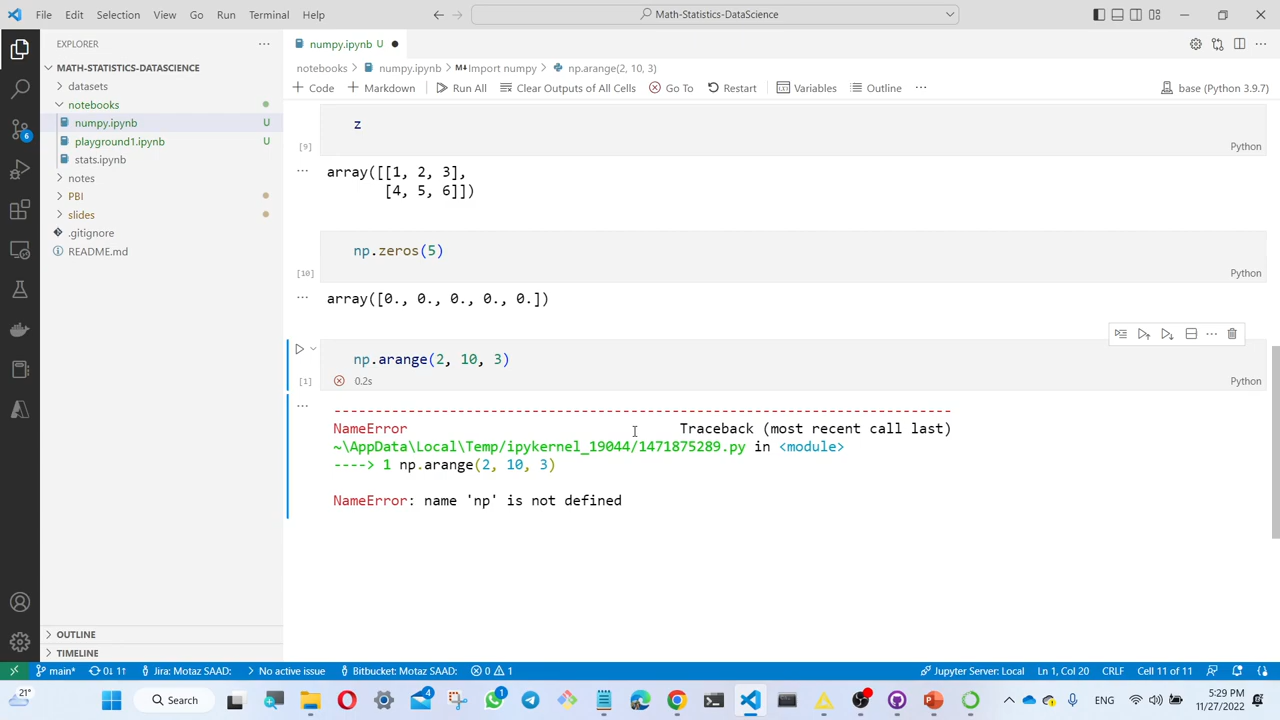 File Edit Selection View Go Run Terminal Help
Math-Statistics-DataScience
EXPLORER
MATH-STATISTICS-DATASCIENCE
datasets
notebooks
numpy.ipynb U
playground1.ipynb U
stats.ipynb
notes
PBI
slides
.gitignore
README.md
OUTLINE
TIMELINE
numpy.ipynb U
notebooks > numpy.ipynb > M↓Import numpy > np.arange(2, 10, 3)
+ Code + Markdown Run All Clear Outputs of All Cells Go To Restart Variables Outline ... base (Python 3.9.7)
z
[9] Python
array([[1, 2, 3],
[4, 5, 6]])
np.zeros(5)
[10] Python
array([0., 0., 0., 0., 0.])
np.arange(2, 10, 3)
[1] 0.2s Python
---------------------------------------------------------------------------
NameError Traceback (most recent call last)
~\AppData\Local\Temp/ipykernel_19044/1471875289.py in <module>
----> 1 np.arange(2, 10, 3)
NameError: name 'np' is not defined
6
main* 0↓ 1↑ Jira: Motaz SAAD: No active issue Bitbucket: Motaz SAAD: 0 1 Jupyter Server: Local Ln 1, Col 20 CRLF Cell 11 of 11
21° Search 4 1 ENG 5:29 PM
11/27/2022